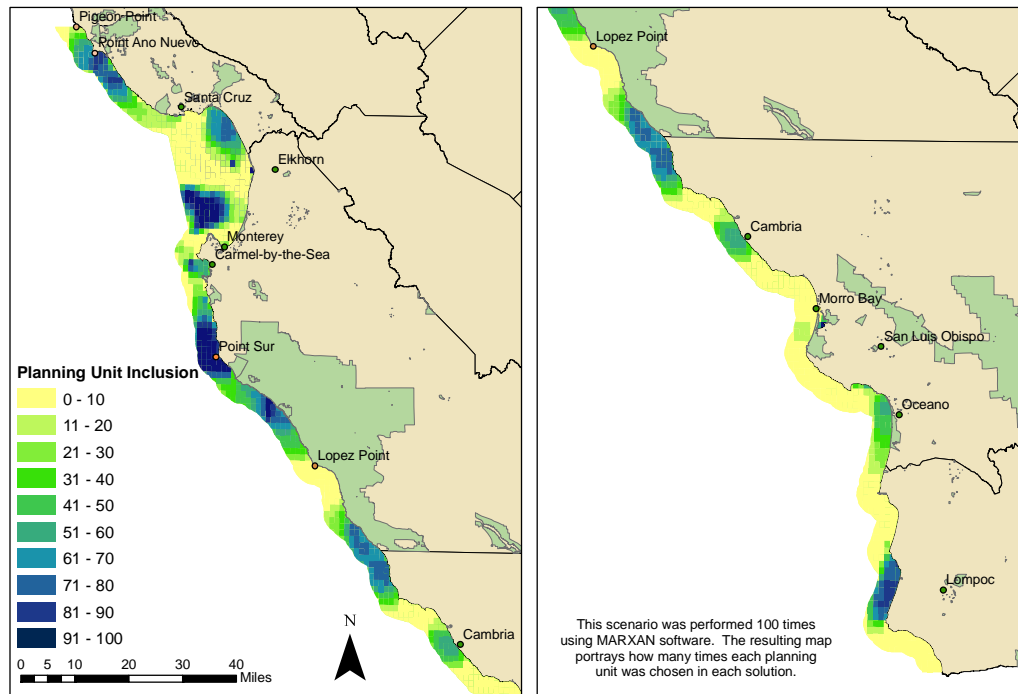 Pigeon Point
Point Ano Nuevo
Santa Cruz
Elkhorn
Monterey
Carmel-by-the-Sea
Point Sur
Lopez Point
Cambria
Planning Unit Inclusion
0 - 10
11 - 20
21 - 30
31 - 40
41 - 50
51 - 60
61 - 70
71 - 80
81 - 90
91 - 100
N
0 5 10 20 30 40
Miles
Lopez Point
Cambria
Morro Bay
San Luis Obispo
Oceano
Lompoc
This scenario was performed 100 times
using MARXAN software. The resulting map
portrays how many times each planning
unit was chosen in each solution.